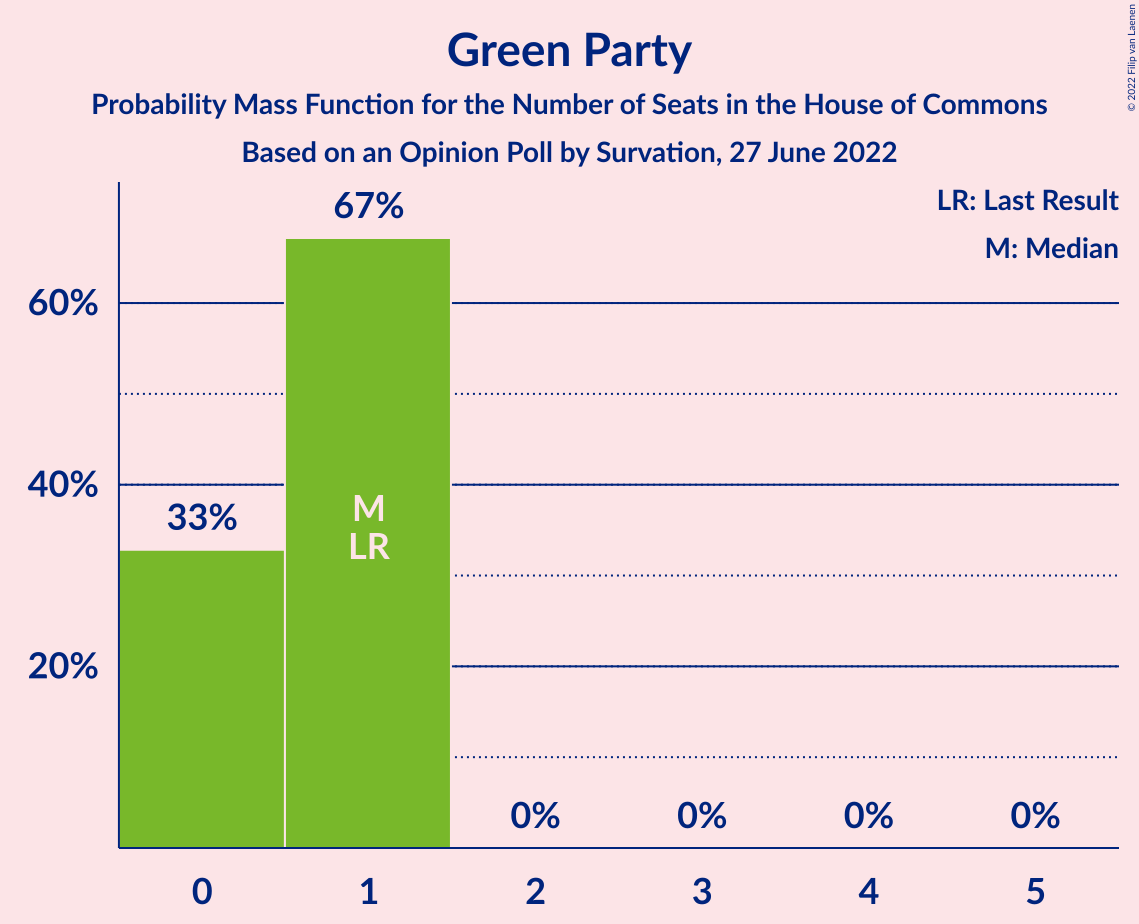 Green Party
Probability Mass Function for the Number of Seats in the House of Commons
Based on an Opinion Poll by Survation, 27 June 2022
© 2022 Filip van Laenen
LR: Last Result
M: Median
67%
60%
40%
33%
M
LR
20%
0%
0%
0%
0%
0
1
2
3
4
5